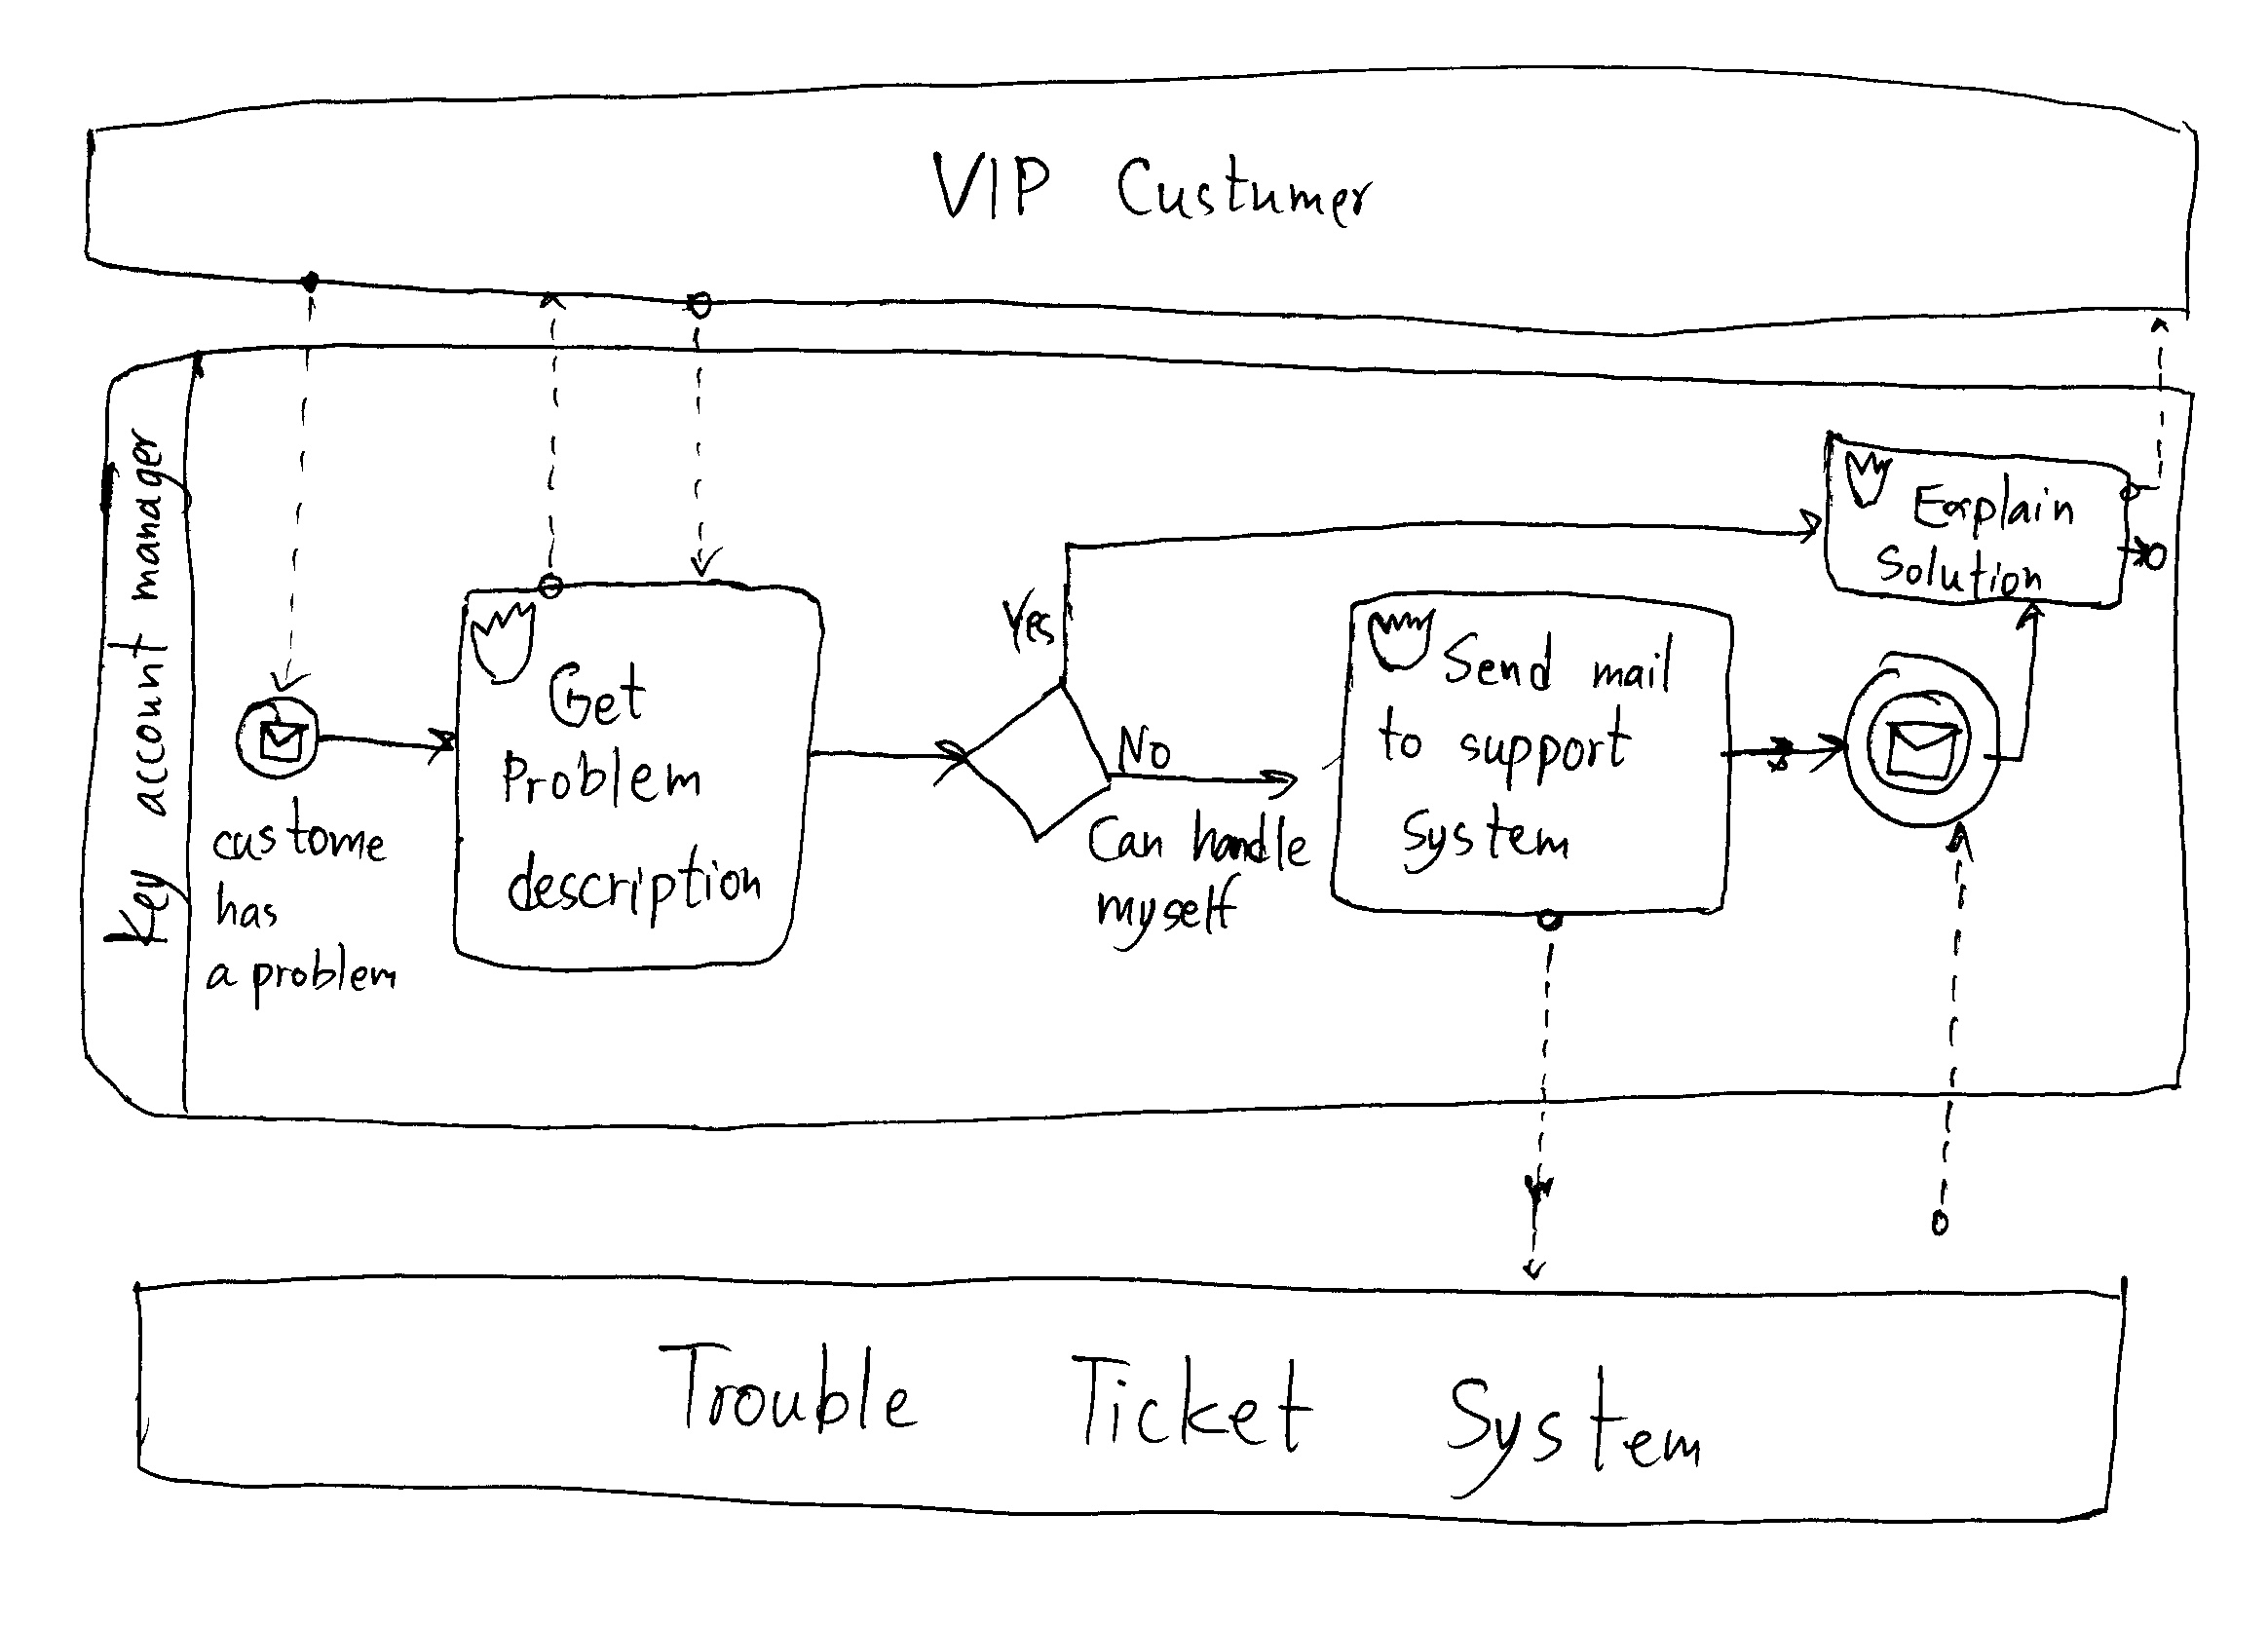 VIP Custumer
Key account manager
custome
has
a problem
Get
Problem
description
Yes
No
Can handle
myself
Send mail
to support
System
Explain
Solution
Trouble Ticket System